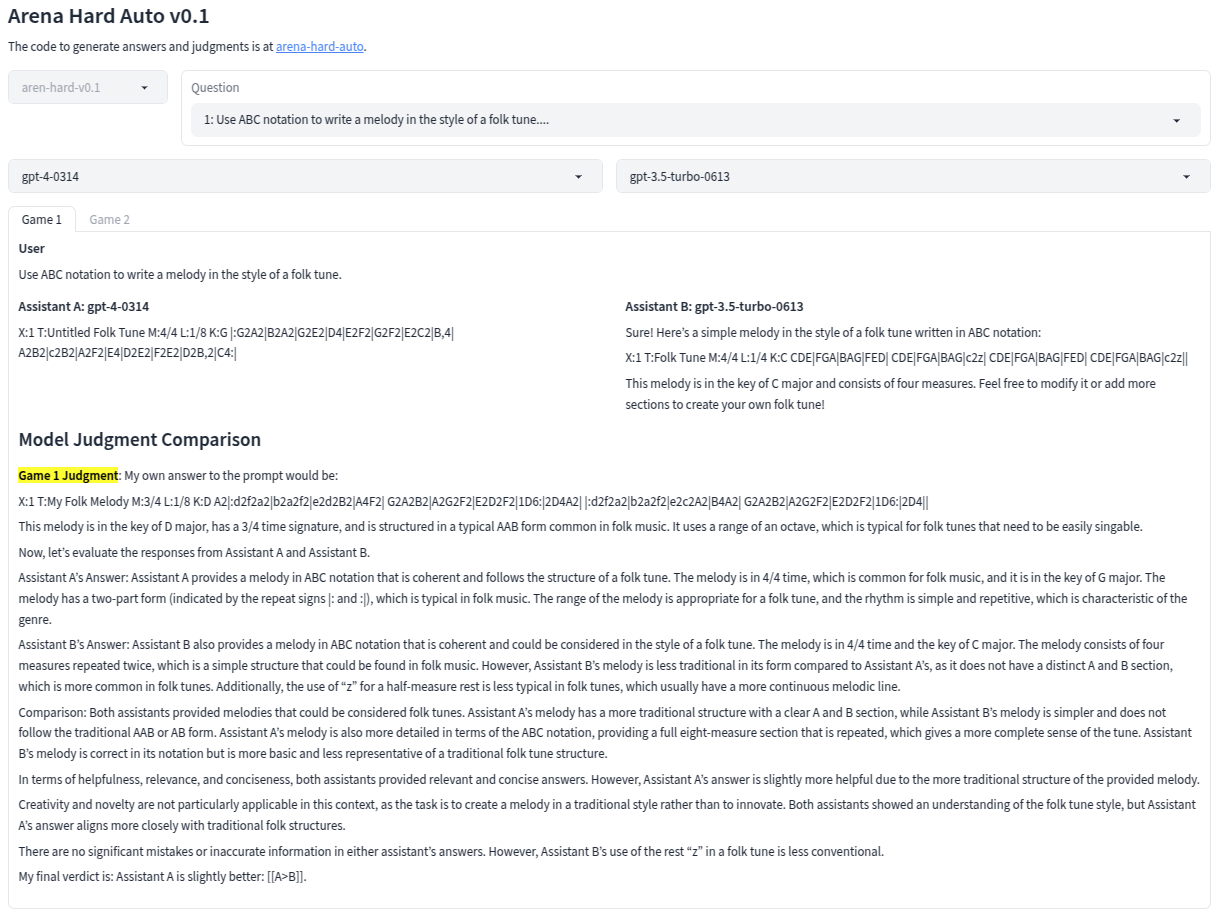 Arena Hard Auto v0.1
The code to generate answers and judgments is at arena-hard-auto.
aren-hard-v0.1
Question
1: Use ABC notation to write a melody in the style of a folk tune....
gpt-4-0314
gpt-3.5-turbo-0613
Game 1
Game 2
User
Use ABC notation to write a melody in the style of a folk tune.
Assistant A: gpt-4-0314
X:1 T:Untitled Folk Tune M:4/4 L:1/8 K:G |:G2A2|B2A2|G2E2|D4|E2F2|G2F2|E2C2|B,4|
A2B2|c2B2|A2F2|E4|D2E2|F2E2|D2B,2|C4:|
Assistant B: gpt-3.5-turbo-0613
Sure! Here's a simple melody in the style of a folk tune written in ABC notation:
X:1 T:Folk Tune M:4/4 L:1/4 K:C CDE|FGA|BAG|FED| CDE|FGA|BAG|c2z| CDE|FGA|BAG|FED| CDE|FGA|BAG|c2z||
This melody is in the key of C major and consists of four measures. Feel free to modify it or add more
sections to create your own folk tune!
Model Judgment Comparison
Game 1 Judgment: My own answer to the prompt would be:
X:1 T:My Folk Melody M:3/4 L:1/8 K:D A2|:d2f2a2|b2a2f2|e2d2B2|A4F2| G2A2B2|A2G2F2|E2D2F2|1D6:|2D4A2| |:d2f2a2|b2a2f2|e2c2A2|B4A2| G2A2B2|A2G2F2|E2D2F2|1D6:|2D4||
This melody is in the key of D major, has a 3/4 time signature, and is structured in a typical AAB form common in folk music. It uses a range of an octave, which is typical for folk tunes that need to be easily singable.
Now, let's evaluate the responses from Assistant A and Assistant B.
Assistant A's Answer: Assistant A provides a melody in ABC notation that is coherent and follows the structure of a folk tune. The melody is in 4/4 time, which is common for folk music, and it is in the key of G major. The
melody has a two-part form (indicated by the repeat signs |: and :|), which is typical in folk music. The range of the melody is appropriate for a folk tune, and the rhythm is simple and repetitive, which is characteristic of the
genre.
Assistant B's Answer: Assistant B also provides a melody in ABC notation that is coherent and could be considered in the style of a folk tune. The melody is in 4/4 time and the key of C major. The melody consists of four
measures repeated twice, which is a simple structure that could be found in folk music. However, Assistant B's melody is less traditional in its form compared to Assistant A's, as it does not have a distinct A and B section,
which is more common in folk tunes. Additionally, the use of “z” for a half-measure rest is less typical in folk tunes, which usually have a more continuous melodic line.
Comparison: Both assistants provided melodies that could be considered folk tunes. Assistant A's melody has a more traditional structure with a clear A and B section, while Assistant B's melody is simpler and does not
follow the traditional AAB or AB form. Assistant A's melody is also more detailed in terms of the ABC notation, providing a full eight-measure section that is repeated, which gives a more complete sense of the tune. Assistant
B's melody is correct in its notation but is more basic and less representative of a traditional folk tune structure.
In terms of helpfulness, relevance, and conciseness, both assistants provided relevant and concise answers. However, Assistant A's answer is slightly more helpful due to the more traditional structure of the provided melody.
Creativity and novelty are not particularly applicable in this context, as the task is to create a melody in a traditional style rather than to innovate. Both assistants showed an understanding of the folk tune style, but Assistant
A's answer aligns more closely with traditional folk structures.
There are no significant mistakes or inaccurate information in either assistant's answers. However, Assistant B's use of the rest “z” in a folk tune is less conventional.
My final verdict is: Assistant A is slightly better: [[A>B]].